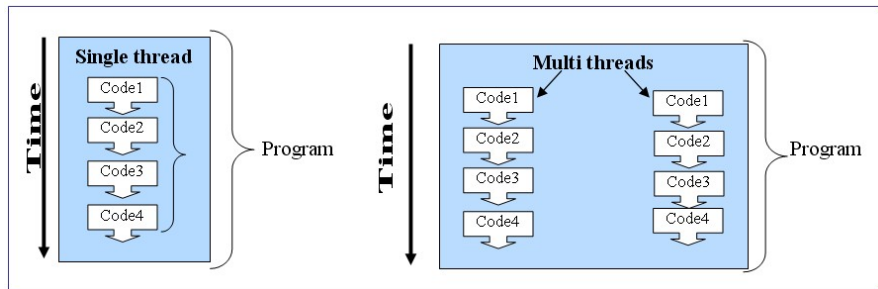 Time
Single thread
Code1
Code2
Code3
Code4
Program
Time
Multi threads
Code1
Code2
Code3
Code4
Code1
Code2
Code3
Code4
Program